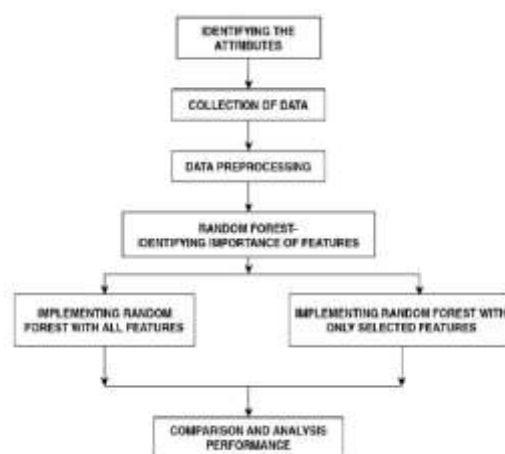 IDENTIFYING THE
ATTRIBUTES
COLLECTION OF DATA
DATA PREPROCESSING
RANDOM FOREST-
IDENTIFYING IMPORTANCE OF FEATURES
IMPLEMENTING RANDOM
FOREST WITH ALL FEATURES
IMPLEMENTING RANDOM FOREST WITH
ONLY SELECTED FEATURES
COMPARISON AND ANALYSIS
PERFORMANCE